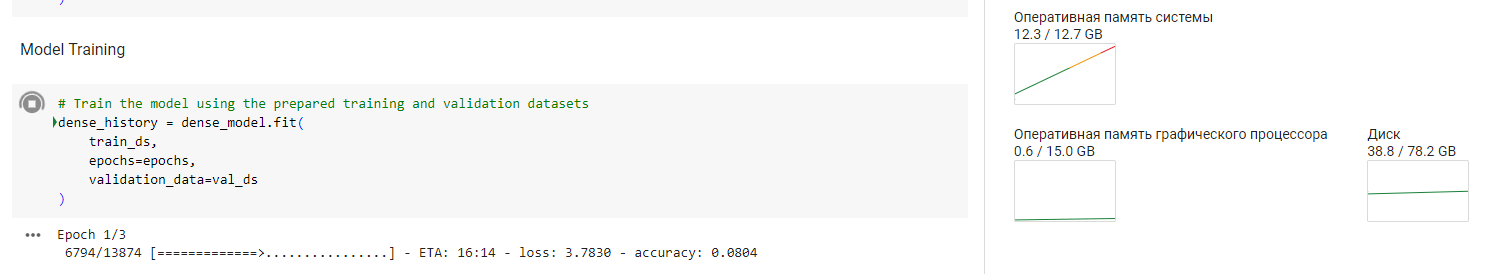 )
Model Training
# Train the model using the prepared training and validation datasets
dense_history = dense_model.fit(
    train_ds,
    epochs=epochs,
    validation_data=val_ds
)
Epoch 1/3
 6794/13874 [=============>................] - ETA: 16:14 - loss: 3.7830 - accuracy: 0.0804
Оперативная память системы
12.3 / 12.7 GB
Оперативная память графического процессора
0.6 / 15.0 GB
Диск
38.8 / 78.2 GB